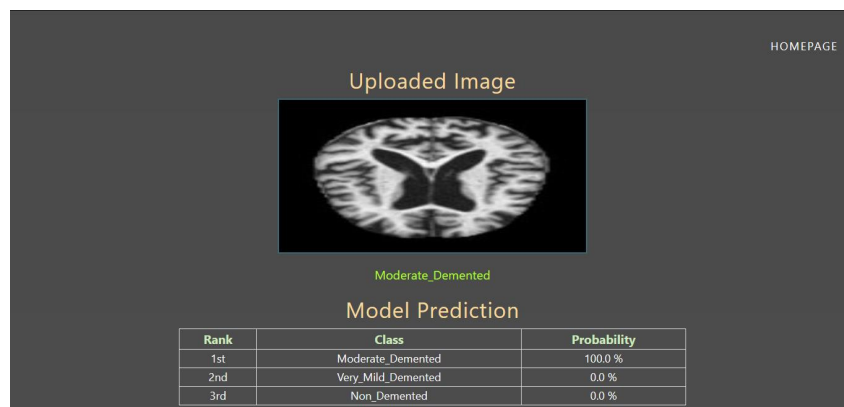 HOMEPAGE
Uploaded Image
Moderate_Demented
Model Prediction
Rank Class Probability
1st Moderate_Demented 100.0 %
2nd Very_Mild_Demented 0.0 %
3rd Non_Demented 0.0 %